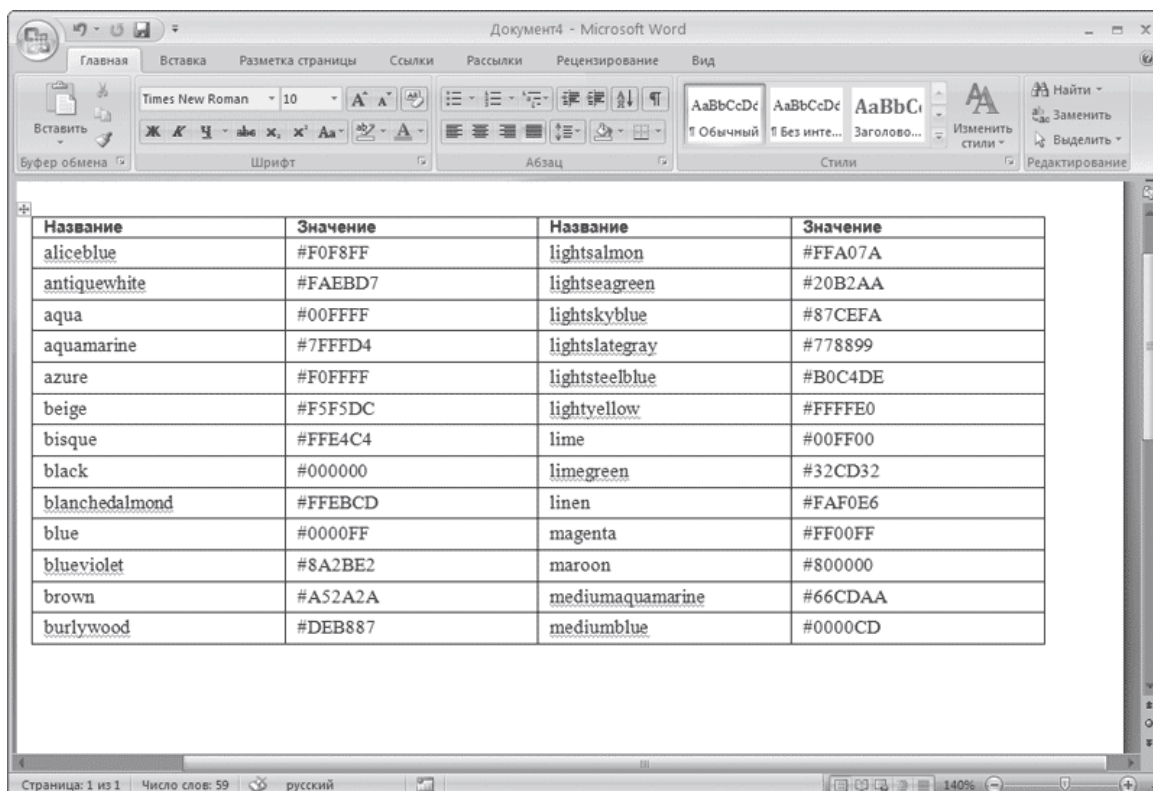 Документ4 - Microsoft Word
Главная Вставка Разметка страницы Ссылки Рассылки Рецензирование Вид
Times New Roman 10 Найти
Вставить AaBbCcDc AaBbCcDc AaBbC Изменить стили Заменить
Ж К Ч abc x, x² Aa ab A ¶ Обычный ¶ Без инте... Заголово... Выделить
Буфер обмена Шрифт Абзац Стили Редактирование
Название Значение Название Значение
aliceblue #F0F8FF lightsalmon #FFA07A
antiquewhite #FAEBD7 lightseagreen #20B2AA
aqua #00FFFF lightskyblue #87CEFA
aquamarine #7FFFD4 lightslategray #778899
azure #F0FFFF lightsteelblue #B0C4DE
beige #F5F5DC lightyellow #FFFFE0
bisque #FFE4C4 lime #00FF00
black #000000 limegreen #32CD32
blanchedalmond #FFEBCD linen #FAF0E6
blue #0000FF magenta #FF00FF
blueviolet #8A2BE2 maroon #800000
brown #A52A2A mediumaquamarine #66CDAA
burlywood #DEB887 mediumblue #0000CD
Страница: 1 из 1 Число слов: 59 русский 140%